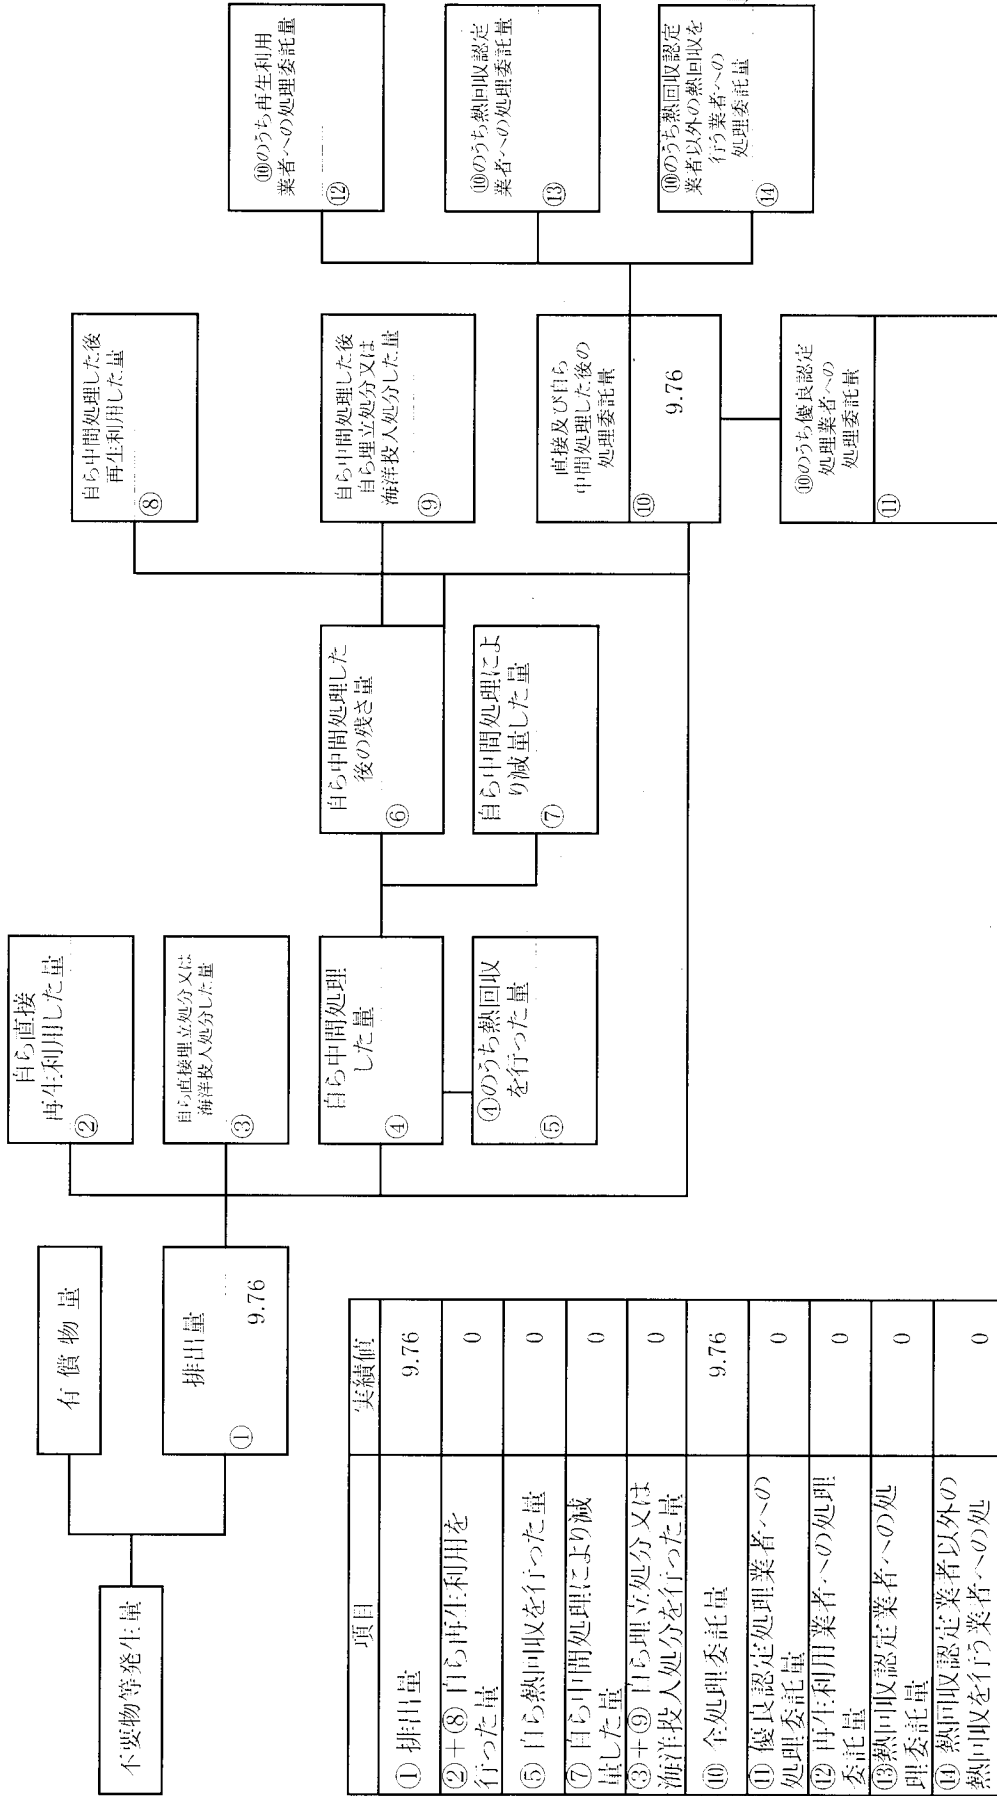 不要物等発生量
有償物量
排出量
①
9.76
自ら直接
再生利用した量
②
自ら直接埋立処分又は
海洋投入処分した量
③
自ら中間処理
した量
④
④のうち熱回収
を行った量
⑤
自ら中間処理した
後の残さ量
⑥
自ら中間処理によ
り減量した量
⑦
自ら中間処理した後
再生利用した量
⑧
自ら中間処理した後
自ら埋立処分又は
海洋投入処分した量
⑨
直接及び自ら
中間処理した後の
処理委託量
⑩
9.76
⑩のうち優良認定
処理業者への
処理委託量
⑪
⑩のうち再生利用
業者への処理委託量
⑫
⑩のうち熱回収認定
業者への処理委託量
⑬
⑩のうち熱回収認定
業者以外の熱回収を
行う業者への
処理委託量
⑭
項目 実績値
① 排出量 9.76
②+⑧ 自ら再生利用を
行った量 0
⑤ 自ら熱回収を行った量 0
⑦ 自ら中間処理により減
量した量 0
③+⑨ 自ら埋立処分又は
海洋投入処分を行った量 0
⑩ 全処理委託量 9.76
⑪ 優良認定処理業者への
処理委託量 0
⑫ 再生利用業者への処理
委託量 0
⑬熱回収認定業者への処
理委託量 0
⑭ 熱回収認定業者以外の
熱回収を行う業者への処 0